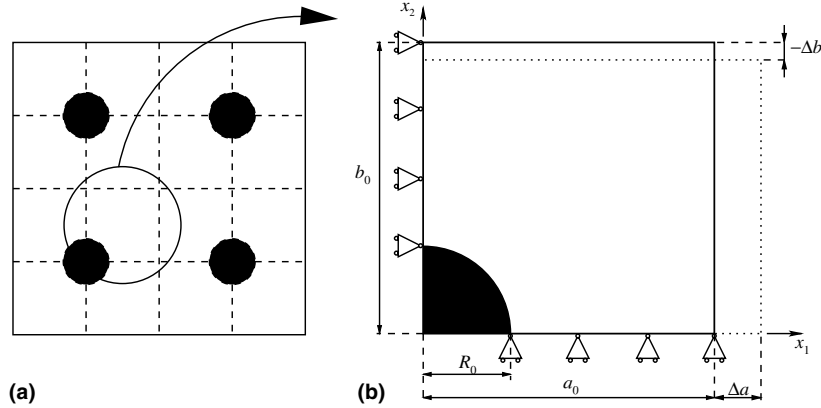 x₂
−Δb
b₀
x₁
R₀
a₀
Δa
(a)
(b)